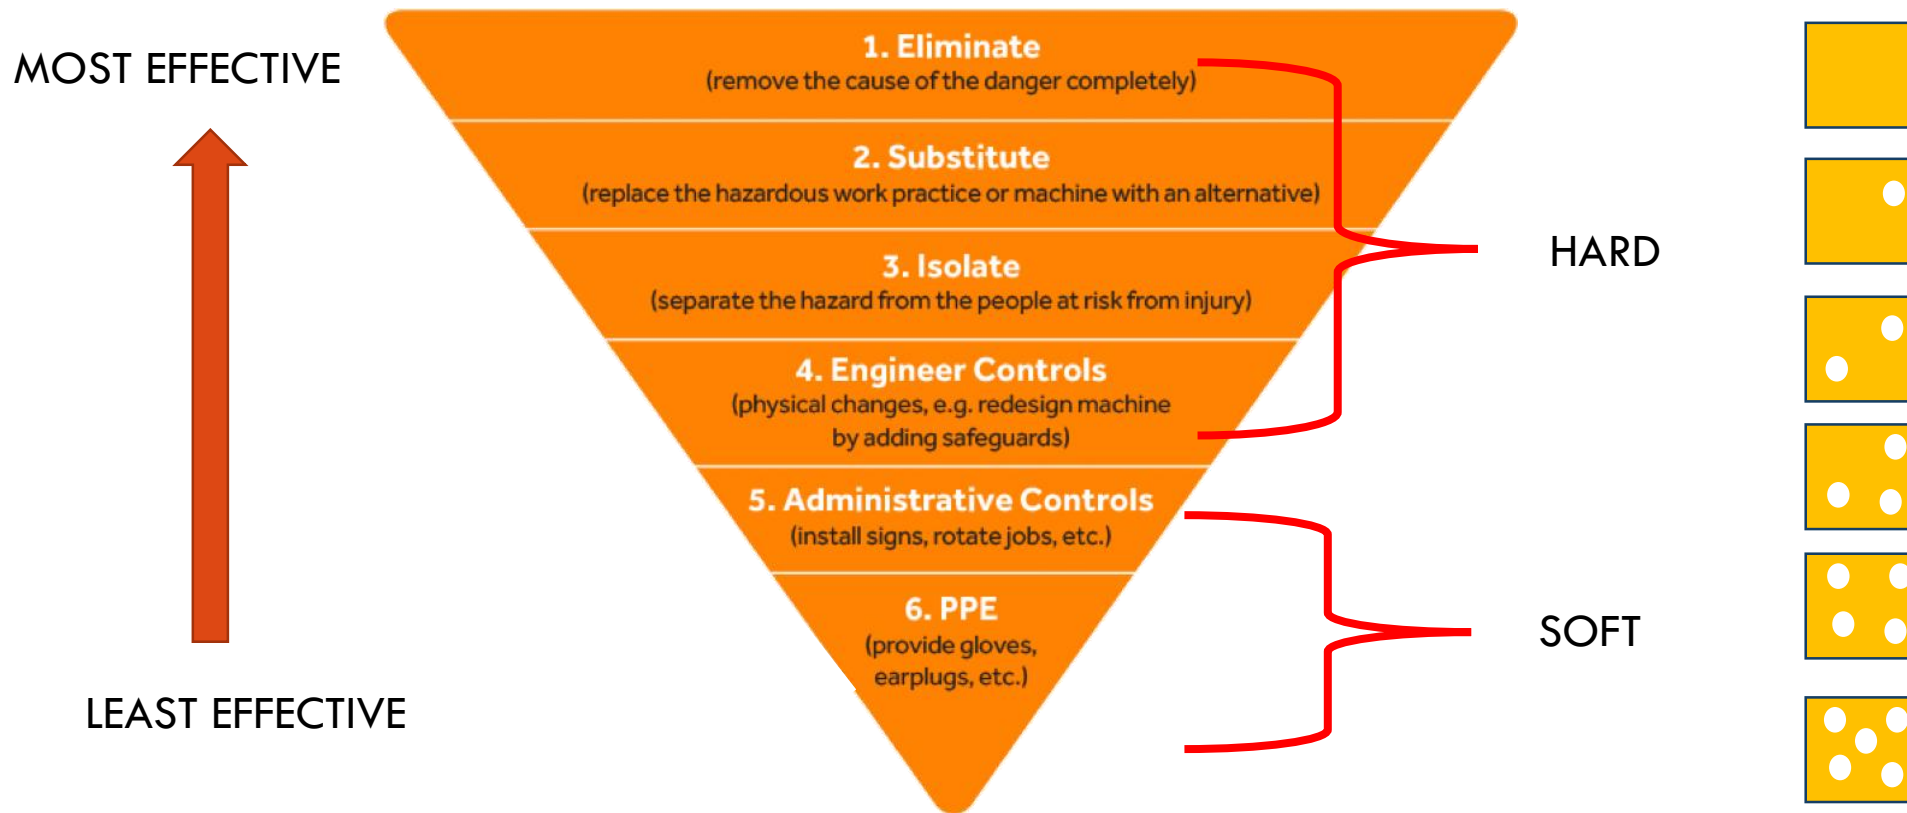 MOST EFFECTIVE
1. Eliminate
(remove the cause of the danger completely)
2. Substitute
(replace the hazardous work practice or machine with an alternative)
3. Isolate
(separate the hazard from the people at risk from injury)
HARD
4. Engineer Controls
(physical changes, e.g. redesign machine
by adding safeguards)
5. Administrative Controls
(install signs, rotate jobs, etc.)
6. PPE
(provide gloves,
earplugs, etc.)
SOFT
LEAST EFFECTIVE